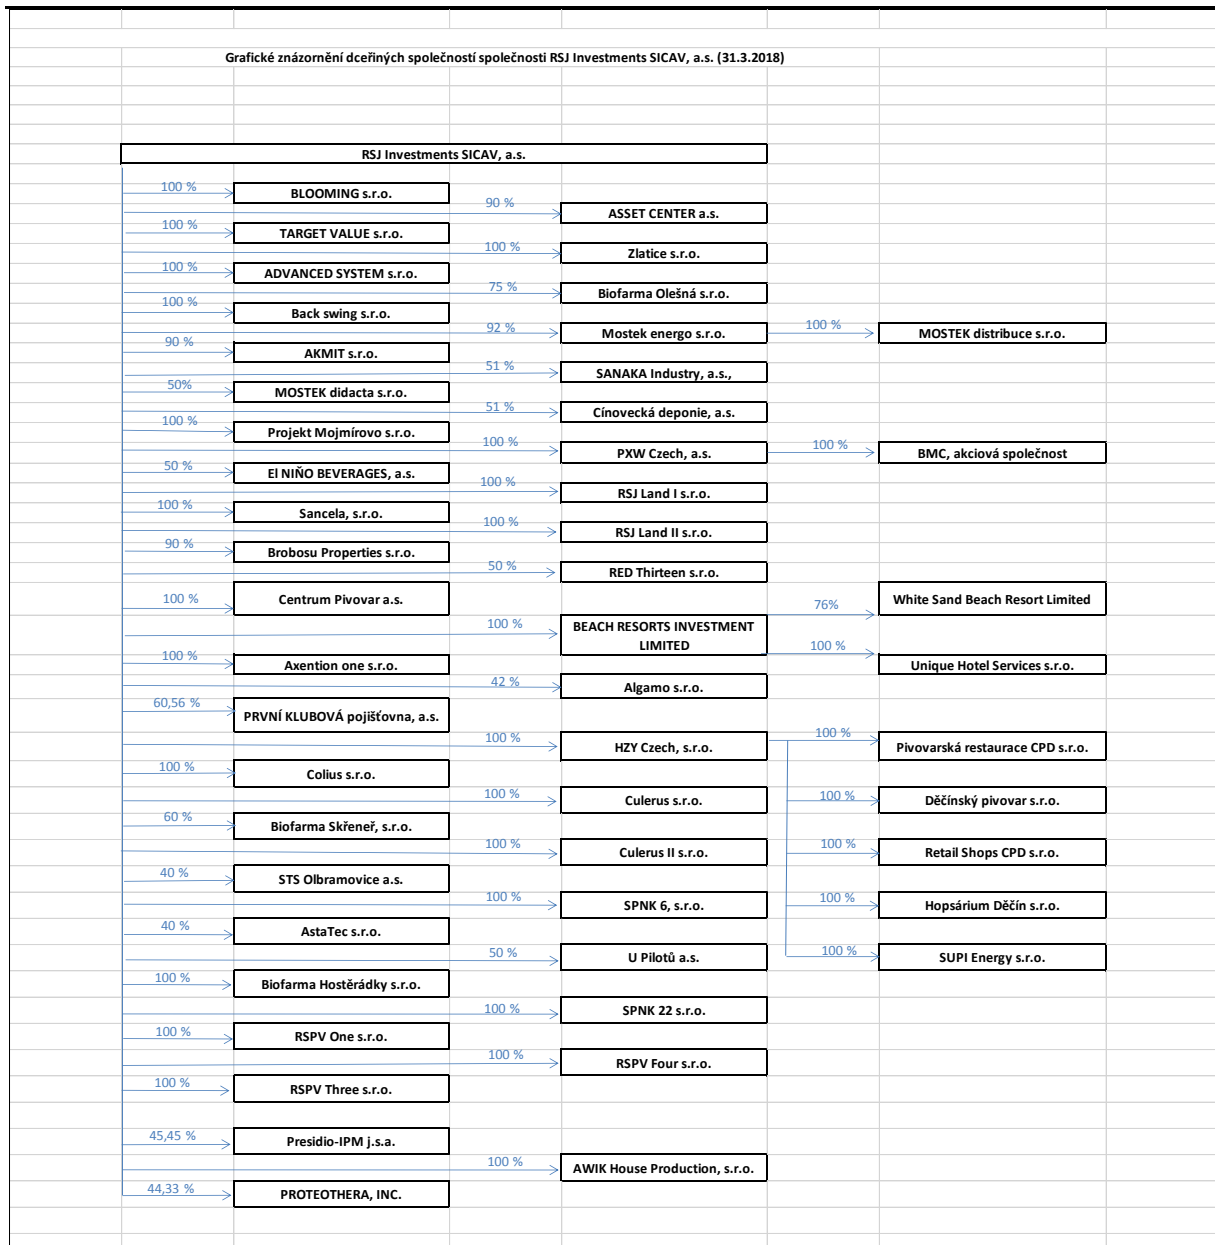 Grafické znázornění dceřiných společností společnosti RSJ Investments SICAV, a.s. (31.3.2018)
RSJ Investments SICAV, a.s.
100 %
BLOOMING s.r.o.
90 %
ASSET CENTER a.s.
100 %
TARGET VALUE s.r.o.
100 %
Zlatice s.r.o.
100 %
ADVANCED SYSTEM s.r.o.
75 %
Biofarma Olešná s.r.o.
100 %
Back swing s.r.o.
92 %
Mostek energo s.r.o.
100 %
MOSTEK distribuce s.r.o.
90 %
AKMIT s.r.o.
51 %
SANAKA Industry, a.s.,
50%
MOSTEK didacta s.r.o.
51 %
Cínovecká deponie, a.s.
100 %
Projekt Mojmírovo s.r.o.
100 %
PXW Czech, a.s.
100 %
BMC, akciová společnost
50 %
El NIŇO BEVERAGES, a.s.
100 %
RSJ Land I s.r.o.
100 %
Sancela, s.r.o.
100 %
RSJ Land II s.r.o.
90 %
Brobosu Properties s.r.o.
50 %
RED Thirteen s.r.o.
100 %
Centrum Pivovar a.s.
76%
White Sand Beach Resort Limited
100 %
BEACH RESORTS INVESTMENT
LIMITED
100 %
Unique Hotel Services s.r.o.
100 %
Axention one s.r.o.
42 %
Algamo s.r.o.
60,56 %
PRVNÍ KLUBOVÁ pojišťovna, a.s.
100 %
HZY Czech, s.r.o.
100 %
Pivovarská restaurace CPD s.r.o.
100 %
Colius s.r.o.
100 %
Culerus s.r.o.
100 %
Děčínský pivovar s.r.o.
60 %
Biofarma Skřeneř, s.r.o.
100 %
Culerus II s.r.o.
100 %
Retail Shops CPD s.r.o.
40 %
STS Olbramovice a.s.
100 %
SPNK 6, s.r.o.
100 %
Hopsárium Děčín s.r.o.
40 %
AstaTec s.r.o.
50 %
U Pilotů a.s.
100 %
SUPI Energy s.r.o.
100 %
Biofarma Hostěrádky s.r.o.
100 %
SPNK 22 s.r.o.
100 %
RSPV One s.r.o.
100 %
RSPV Four s.r.o.
100 %
RSPV Three s.r.o.
45,45 %
Presidio-IPM j.s.a.
100 %
AWIK House Production, s.r.o.
44,33 %
PROTEOTHERA, INC.